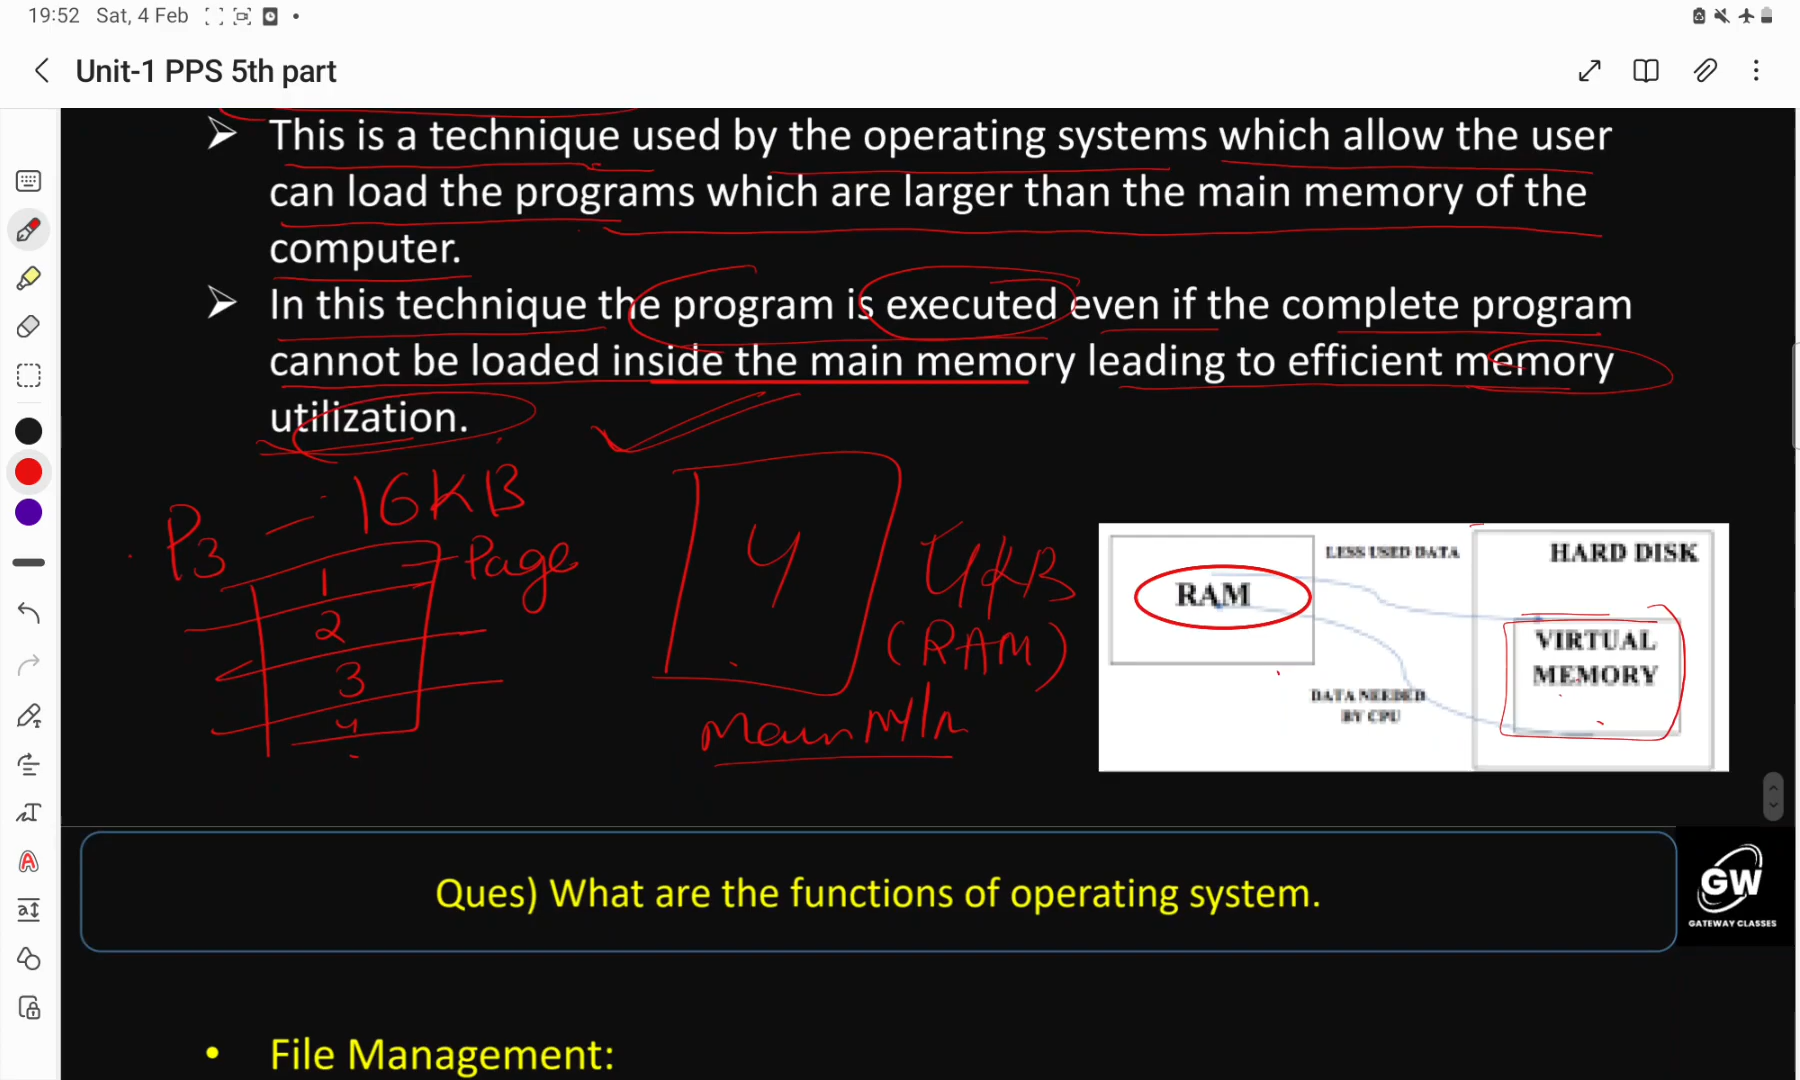 19:52 Sat, 4 Feb
Unit-1 PPS 5th part
This is a technique used by the operating systems which allow the user
can load the programs which are larger than the main memory of the
computer.
In this technique the program is executed even if the complete program
cannot be loaded inside the main memory leading to efficient memory
utilization.
P3 - 16KB
Page
1
2
3
4
4
4KB
(RAM)
Main M/m
RAM
LESS USED DATA
HARD DISK
VIRTUAL
MEMORY
DATA NEEDED
BY CPU
Ques) What are the functions of operating system.
GW
GATEWAY CLASSES
• File Management: